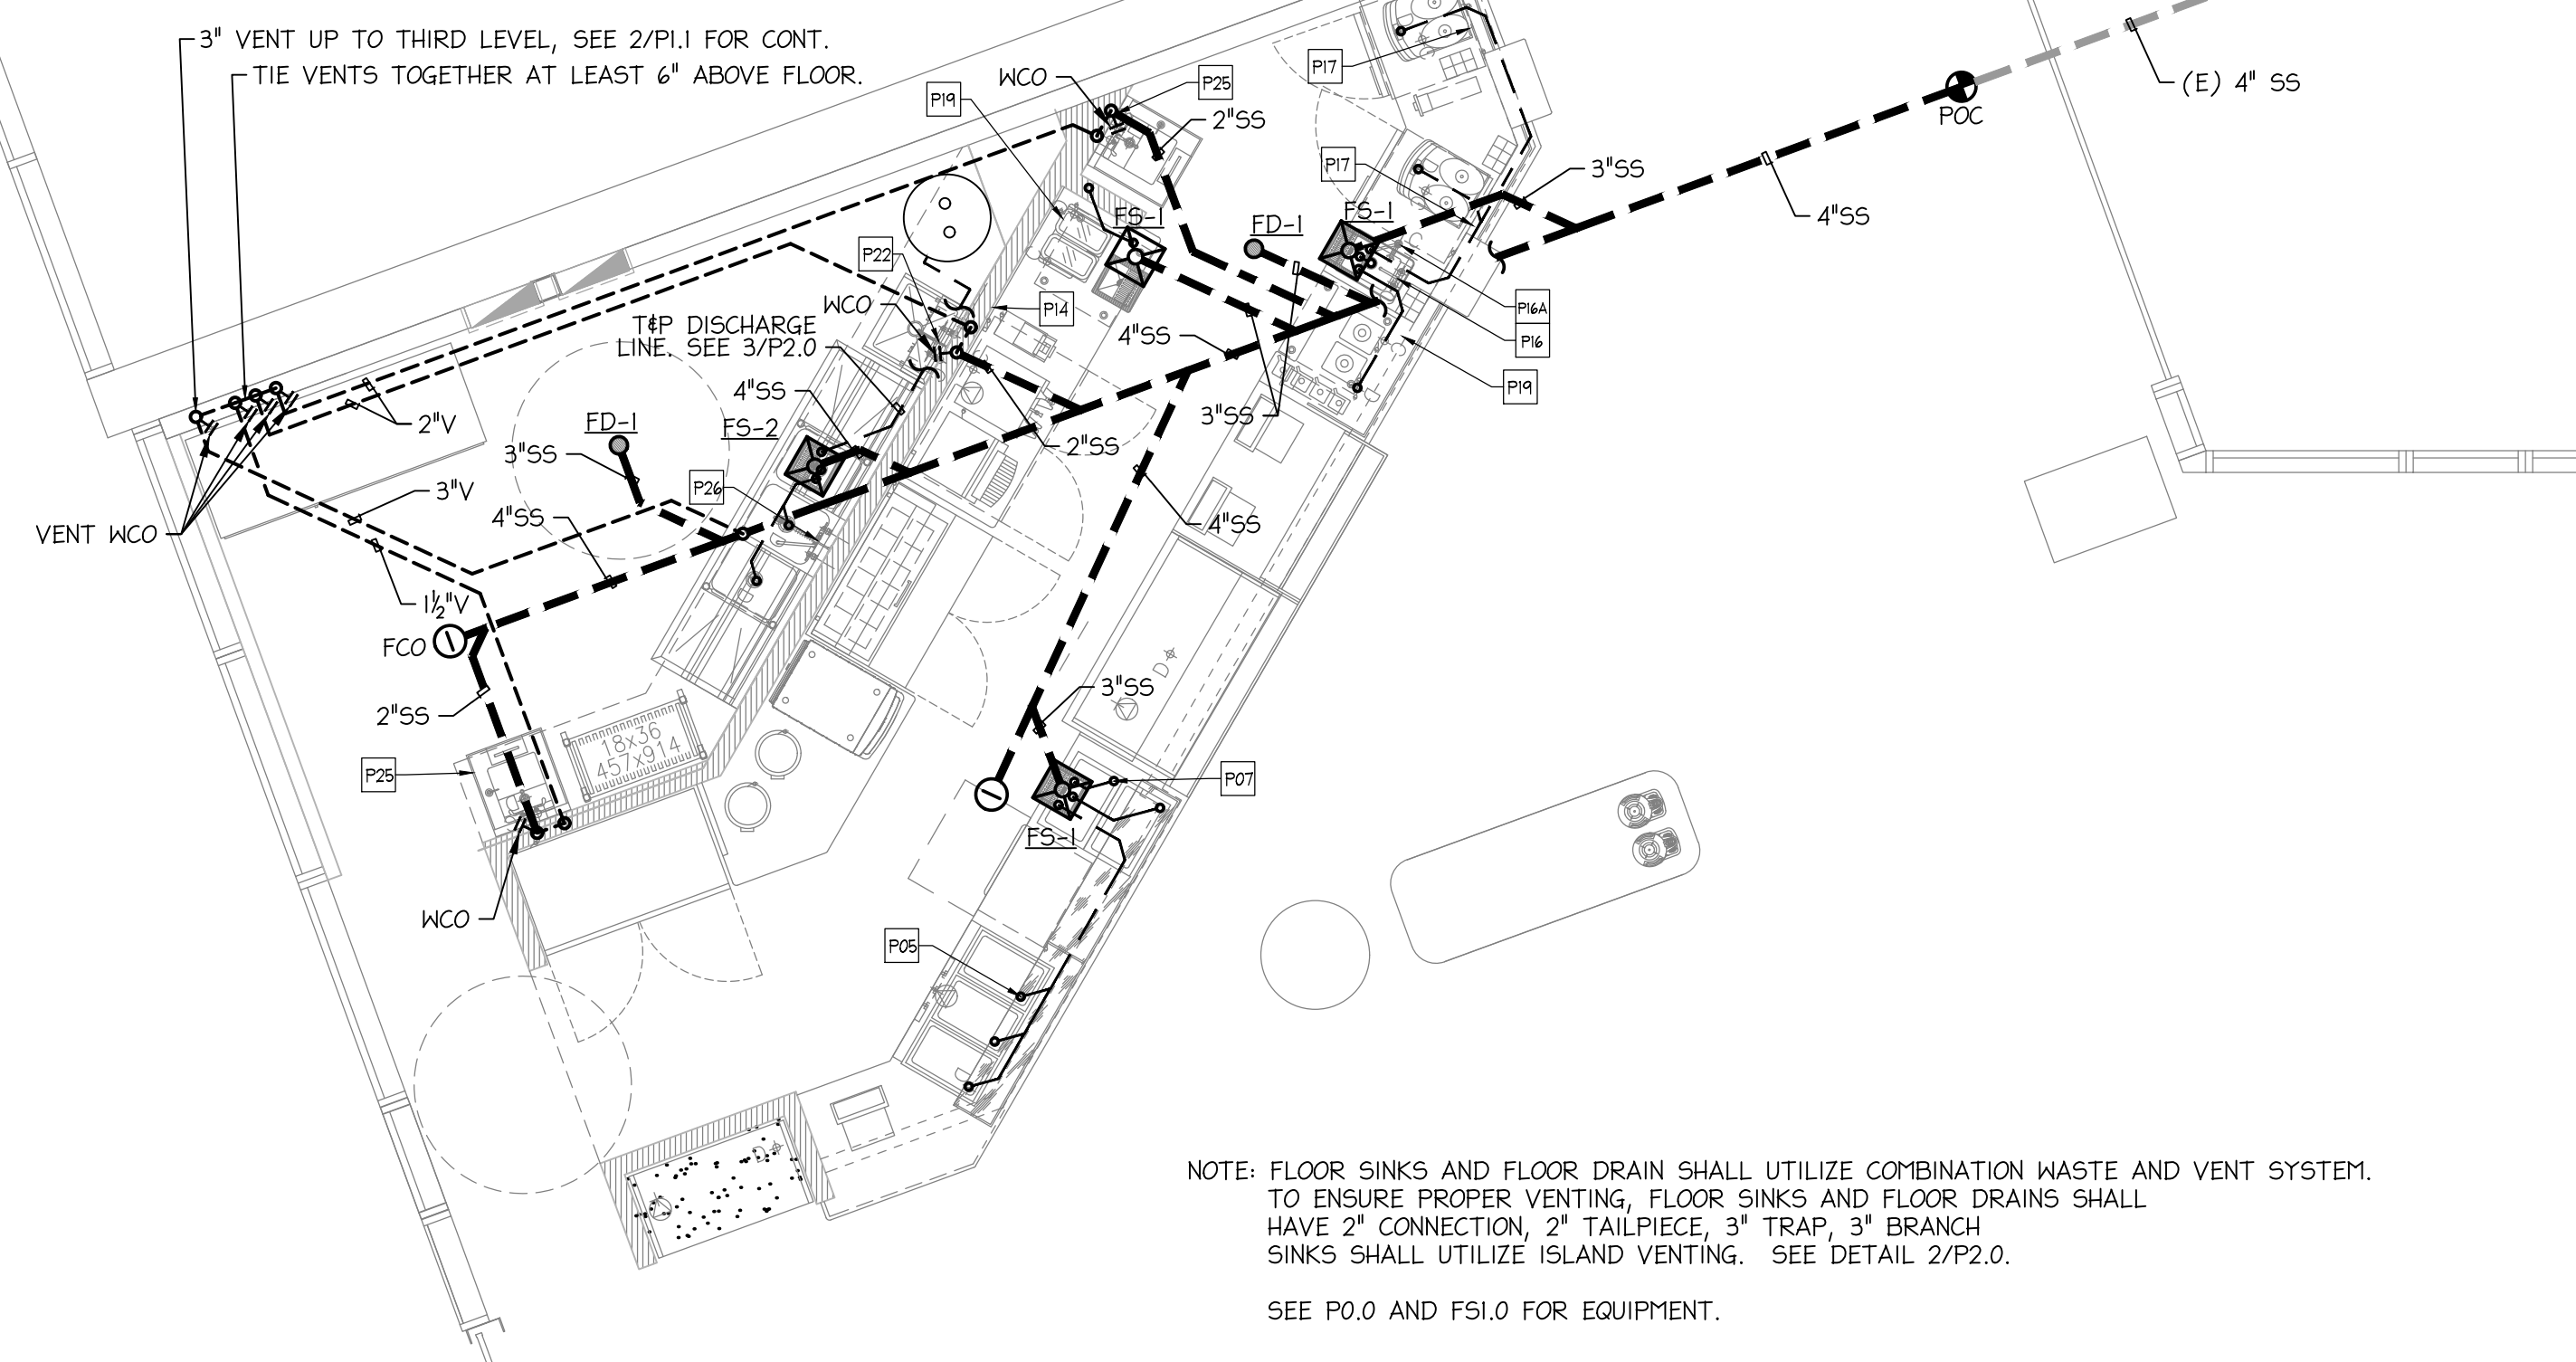 3" VENT UP TO THIRD LEVEL, SEE 2/P1.1 FOR CONT.
TIE VENTS TOGETHER AT LEAST 6" ABOVE FLOOR.
WCO
P25
P17
(E) 4" SS
P19
2"SS
POC
P17
3"SS
4"SS
FS-1
FD-1
FS-1
P22
WCO
P14
P16A
P16
T&P DISCHARGE
LINE. SEE 3/P2.0
4"SS
P19
4"SS
3"SS
2"V
FD-1
FS-2
2"SS
3"SS
P26
3"V
4"SS
4"SS
VENT WCO
1½"V
FCO
3"SS
2"SS
18x36
457x914
P25
P07
FS-1
WCO
P05
NOTE: FLOOR SINKS AND FLOOR DRAIN SHALL UTILIZE COMBINATION WASTE AND VENT SYSTEM.
TO ENSURE PROPER VENTING, FLOOR SINKS AND FLOOR DRAINS SHALL
HAVE 2" CONNECTION, 2" TAILPIECE, 3" TRAP, 3" BRANCH
SINKS SHALL UTILIZE ISLAND VENTING. SEE DETAIL 2/P2.0.
SEE P0.0 AND FS1.0 FOR EQUIPMENT.